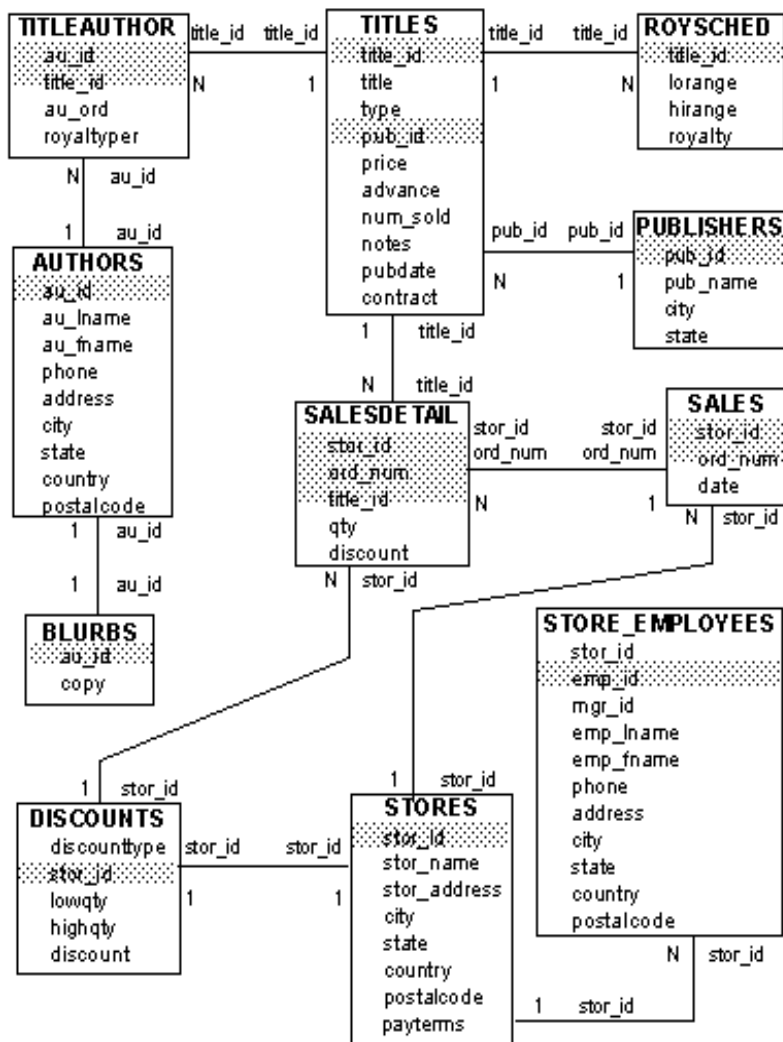 TITLEAUTHOR
au_id
title_id
au_ord
royaltyper
title_id title_id
N 1
TITLES
title_id
title
type
pub_id
price
advance
num_sold
notes
pubdate
contract
title_id title_id
1 N
ROYSCHED
title_id
lorange
hirange
royalty
N au_id
1 au_id
pub_id pub_id
N 1
PUBLISHERS
pub_id
pub_name
city
state
AUTHORS
au_id
au_lname
au_fname
phone
address
city
state
country
postalcode
1 title_id
N title_id
SALESDETAIL
stor_id
ord_num
title_id
qty
discount
stor_id stor_id
ord_num ord_num
N 1
SALES
stor_id
ord_num
date
1 au_id
1 au_id
N stor_id
N stor_id
BLURBS
au_id
copy
STORE_EMPLOYEES
stor_id
emp_id
mgr_id
emp_lname
emp_fname
phone
address
city
state
country
postalcode
1 stor_id
1 stor_id
DISCOUNTS
discounttype
stor_id
lowqty
highqty
discount
stor_id stor_id
1 1
STORES
stor_id
stor_name
stor_address
city
state
country
postalcode
payterms
N stor_id
1 stor_id